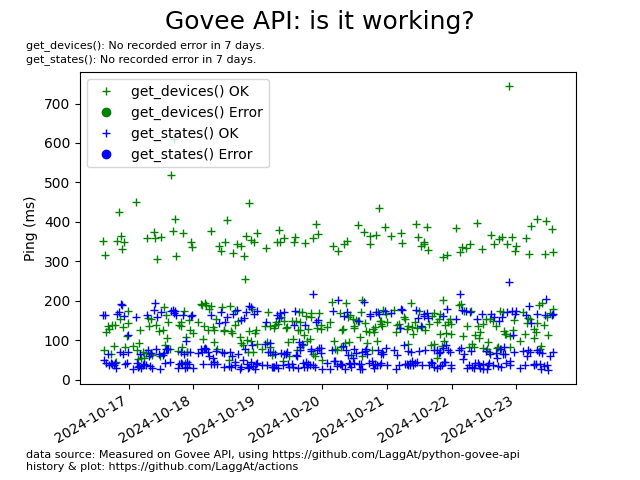 Govee API: is it working?
get_devices(): No recorded error in 7 days.
get_states(): No recorded error in 7 days.
get_devices() OK
get_devices() Error
get_states() OK
get_states() Error
Ping (ms)
700
600
500
400
300
200
100
0
2024-10-17
2024-10-18
2024-10-19
2024-10-20
2024-10-21
2024-10-22
2024-10-23
data source: Measured on Govee API, using https://github.com/LaggAt/python-govee-api
history & plot: https://github.com/LaggAt/actions